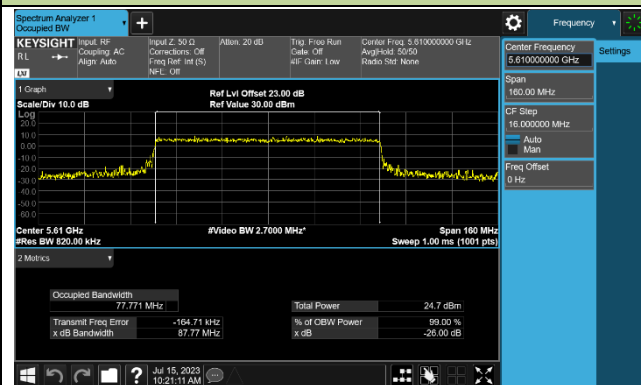 Spectrum Analyzer 1
Occupied BW
+
Frequency
KEYSIGHT
RL
LXI
Input: RF
Coupling: AC
Align: Auto
Input Z: 50 Ω
Corrections: Off
Freq Ref: Int (S)
NFE: Off
Atten: 20 dB
Trig: Free Run
Gate: Off
#IF Gain: Low
Center Freq: 5.610000000 GHz
Avg|Hold: 50/50
Radio Std: None
Center Frequency
5.610000000 GHz
Settings
Span
160.00 MHz
CF Step
16.000000 MHz
Auto
Man
Freq Offset
0 Hz
1 Graph
Scale/Div 10.0 dB
Ref Lvl Offset 23.00 dB
Ref Value 30.00 dBm
Log
20.0
10.0
0.00
-10.0
-20.0
-30.0
-40.0
-50.0
-60.0
Center 5.61 GHz
#Video BW 2.7000 MHz*
Span 160 MHz
#Res BW 820.00 kHz
Sweep 1.00 ms (1001 pts)
2 Metrics
Occupied Bandwidth
77.771 MHz
Total Power 24.7 dBm
Transmit Freq Error -164.71 kHz
% of OBW Power 99.00 %
x dB Bandwidth 87.77 MHz
x dB -26.00 dB
?
Jul 15, 2023
10:21:11 AM